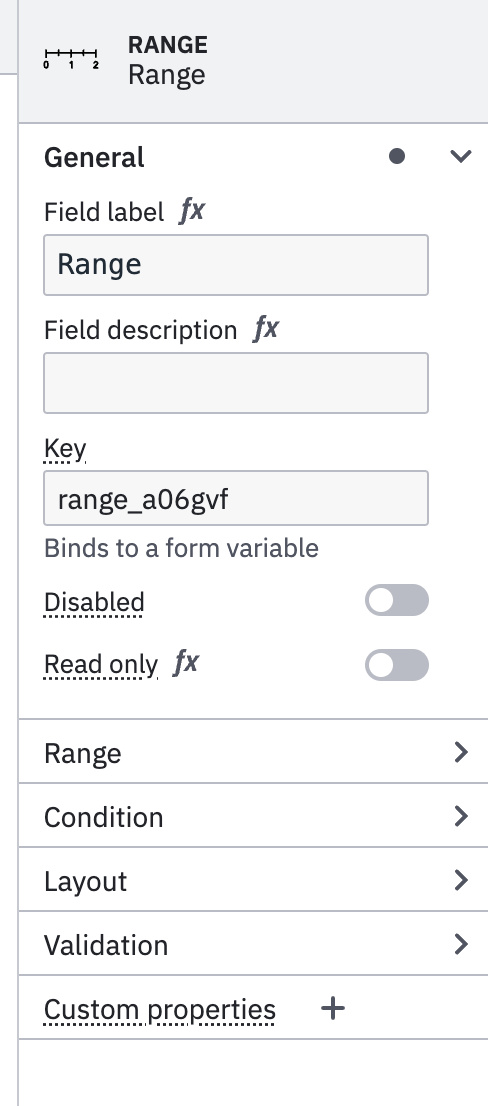 RANGE
0 1 2
Range
General
Field label fx
Range
Field description fx
Key
range_a06gvf
Binds to a form variable
Disabled
Read only fx
Range
Condition
Layout
Validation
Custom properties +